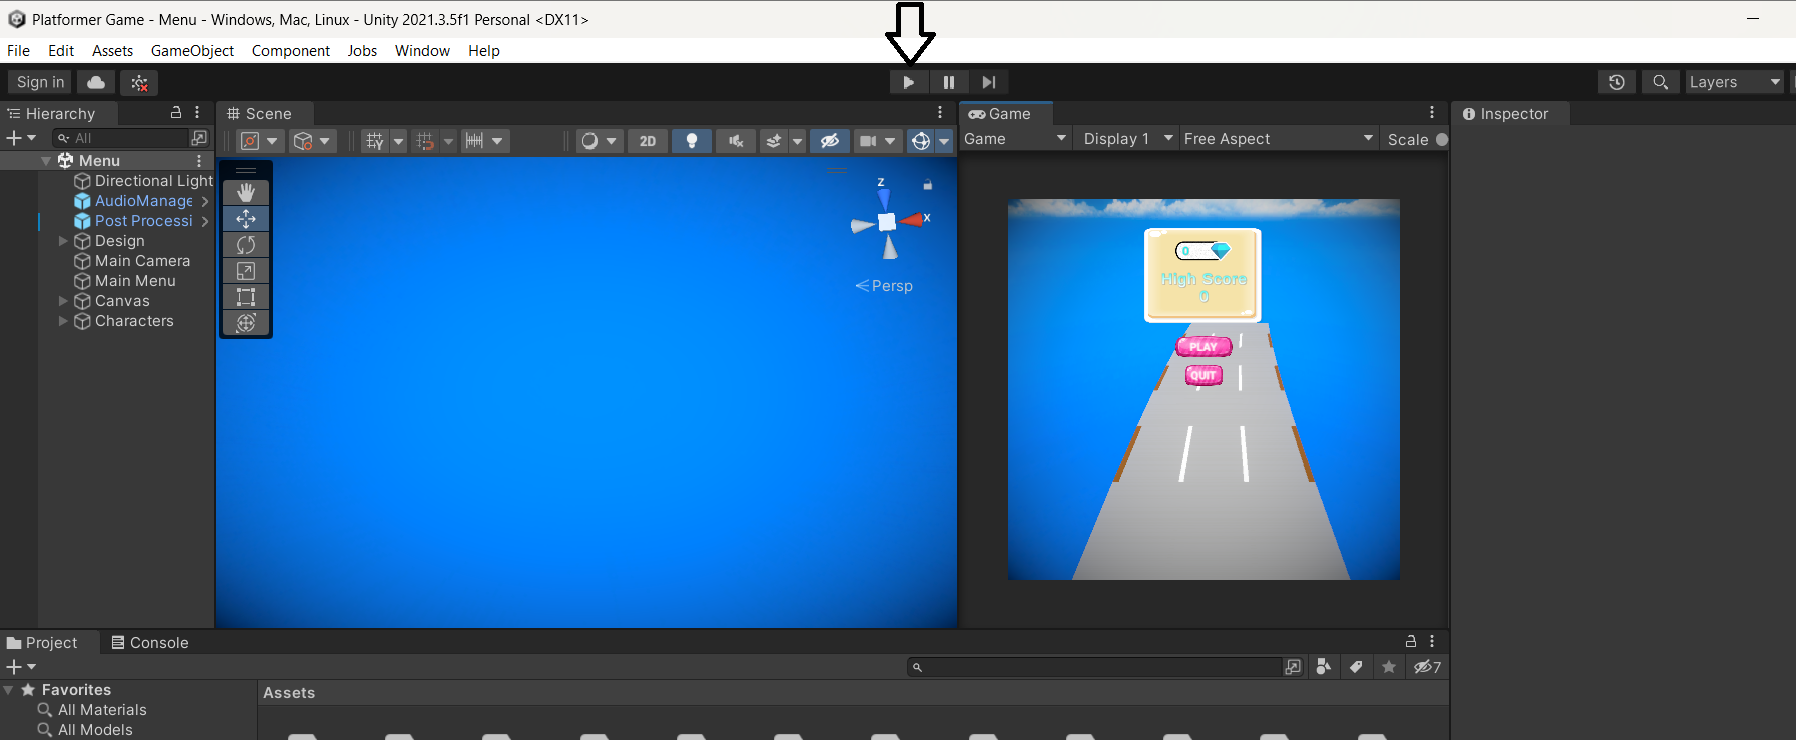 Platformer Game - Menu - Windows, Mac, Linux - Unity 2021.3.5f1 Personal <DX11>
File Edit Assets GameObject Component Jobs Window Help
Sign in
Layers
Hierarchy
All
Menu
Directional Light
AudioManage
Post Processi
Design
Main Camera
Main Menu
Canvas
Characters
Scene
2D
z
x
Persp
Game
Game Display 1 Free Aspect Scale
0
High Score
0
PLAY
QUIT
Inspector
Project Console
7
Favorites
All Materials
All Models
Assets